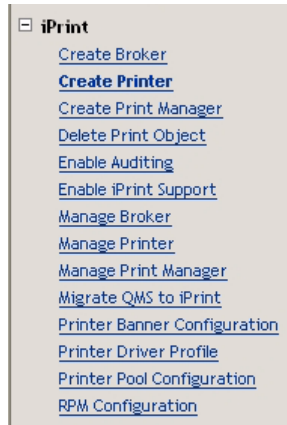 iPrint
Create Broker
Create Printer
Create Print Manager
Delete Print Object
Enable Auditing
Enable iPrint Support
Manage Broker
Manage Printer
Manage Print Manager
Migrate QMS to iPrint
Printer Banner Configuration
Printer Driver Profile
Printer Pool Configuration
RPM Configuration